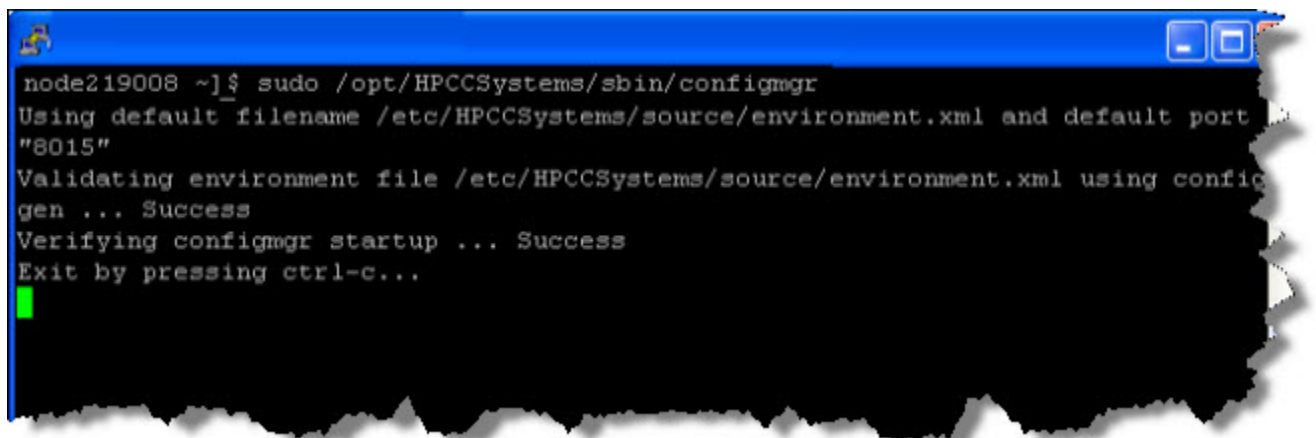 node219008 ~]$ sudo /opt/HPCCSystems/sbin/configmgr
Using default filename /etc/HPCCSystems/source/environment.xml and default port
"8015"
Validating environment file /etc/HPCCSystems/source/environment.xml using config
gen ... Success
Verifying configmgr startup ... Success
Exit by pressing ctrl-c...